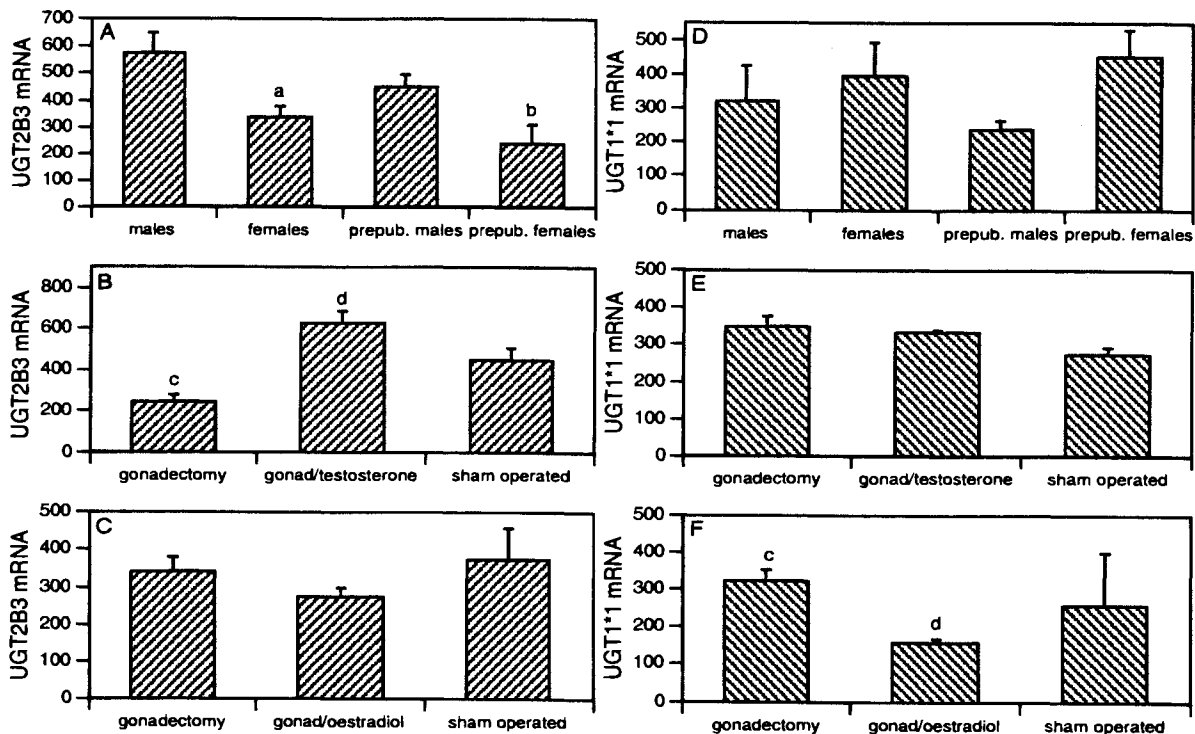 A
UGT2B3 mRNA
700
600
500
400
300
200
100
0
a
b
males females prepub. males prepub. females
D
UGT1*1 mRNA
500
400
300
200
100
0
males females prepub. males prepub. females
B
UGT2B3 mRNA
800
600
400
200
0
c
d
gonadectomy gonad/testosterone sham operated
E
UGT1*1 mRNA
500
400
300
200
100
0
gonadectomy gonad/testosterone sham operated
C
UGT2B3 mRNA
500
400
300
200
100
0
gonadectomy gonad/oestradiol sham operated
F
UGT1*1 mRNA
500
400
300
200
100
0
c
d
gonadectomy gonad/oestradiol sham operated